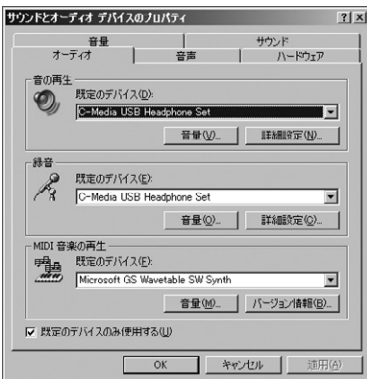 サウンドとオーディオ デバイスのプロパティ
音量 サウンド
オーディオ 音声 ハードウェア
音の再生
既定のデバイス(D):
C-Media USB Headphone Set
音量(V)... 詳細設定(N)...
録音
既定のデバイス(E):
C-Media USB Headphone Set
音量(O)... 詳細設定(C)...
MIDI 音楽の再生
既定のデバイス(F):
Microsoft GS Wavetable SW Synth
音量(M)... バージョン情報(B)...
既定のデバイスのみ使用する(U)
OK キャンセル 適用(A)